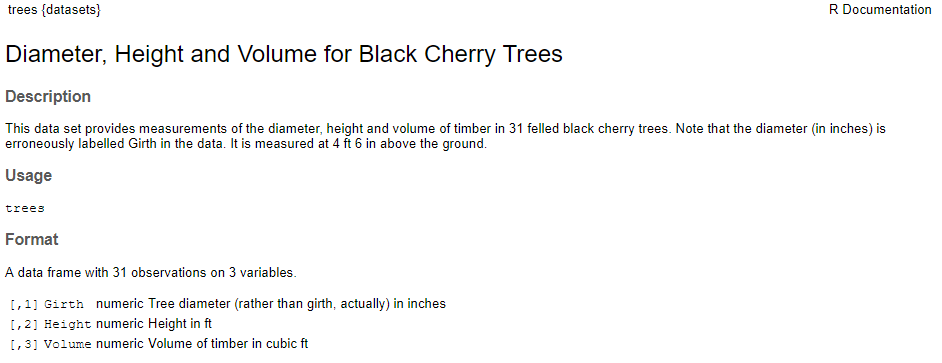 trees {datasets} R Documentation
Diameter, Height and Volume for Black Cherry Trees
Description
This data set provides measurements of the diameter, height and volume of timber in 31 felled black cherry trees. Note that the diameter (in inches) is
erroneously labelled Girth in the data. It is measured at 4 ft 6 in above the ground.
Usage
trees
Format
A data frame with 31 observations on 3 variables.
[,1] Girth numeric Tree diameter (rather than girth, actually) in inches
[,2] Height numeric Height in ft
[,3] Volume numeric Volume of timber in cubic ft